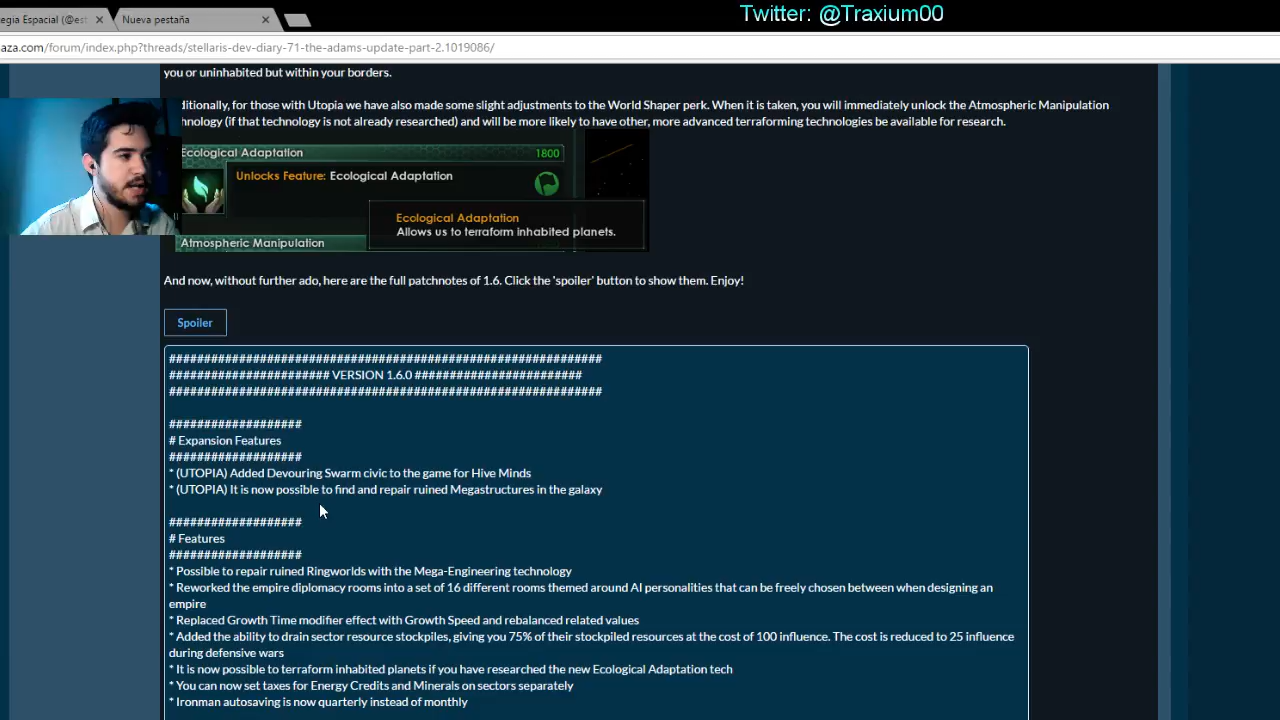 Twitter: @Traxium00
egia Espacial (@est
Nueva pestaña
aza.com/forum/index.php?threads/stellaris-dev-diary-71-the-adams-update-part-2.1019086/
you or uninhabited but within your borders.
ditionally, for those with Utopia we have also made some slight adjustments to the World Shaper perk. When it is taken, you will immediately unlock the Atmospheric Manipulation
hnology (if that technology is not already researched) and will be more likely to have other, more advanced terraforming technologies be available for research.
Ecological Adaptation 1800
Unlocks Feature: Ecological Adaptation
Ecological Adaptation
Allows us to terraform inhabited planets.
Atmospheric Manipulation
And now, without further ado, here are the full patchnotes of 1.6. Click the 'spoiler' button to show them. Enjoy!
Spoiler
##############################################################
####################### VERSION 1.6.0 ########################
##############################################################
###################
# Expansion Features
###################
* (UTOPIA) Added Devouring Swarm civic to the game for Hive Minds
* (UTOPIA) It is now possible to find and repair ruined Megastructures in the galaxy
###################
# Features
###################
* Possible to repair ruined Ringworlds with the Mega-Engineering technology
* Reworked the empire diplomacy rooms into a set of 16 different rooms themed around AI personalities that can be freely chosen between when designing an
empire
* Replaced Growth Time modifier effect with Growth Speed and rebalanced related values
* Added the ability to drain sector resource stockpiles, giving you 75% of their stockpiled resources at the cost of 100 influence. The cost is reduced to 25 influence
during defensive wars
* It is now possible to terraform inhabited planets if you have researched the new Ecological Adaptation tech
* You can now set taxes for Energy Credits and Minerals on sectors separately
* Ironman autosaving is now quarterly instead of monthly